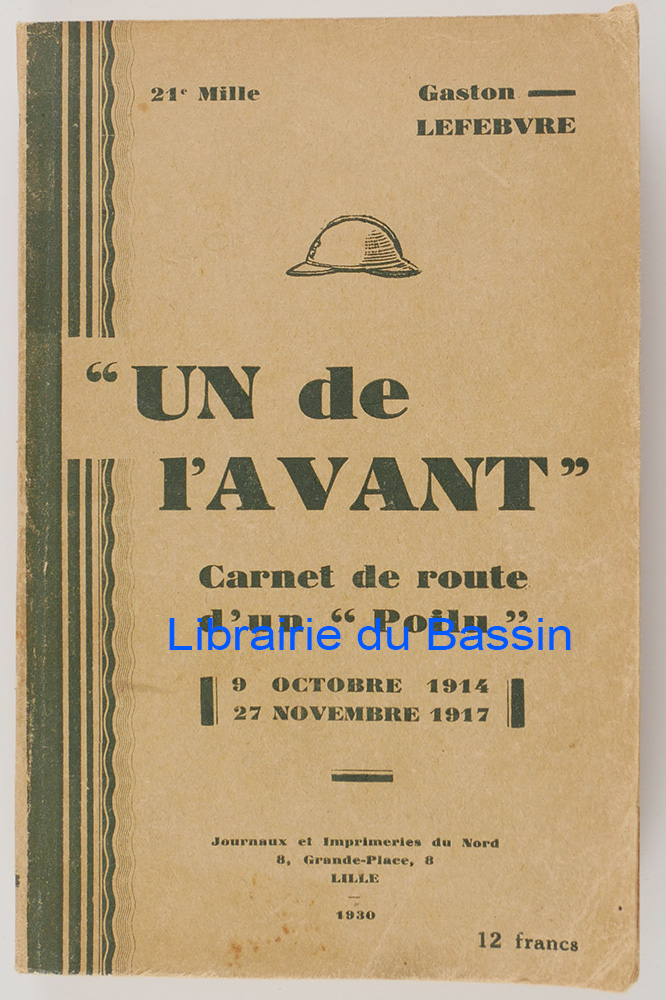 21e Mille
Gaston
LEFEBVRE
“UN de
l'AVANT”
Carnet de route
d'un “Poilu”
Librairie du Bassin
9 OCTOBRE 1914
27 NOVEMBRE 1917
Journaux et Imprimeries du Nord
8, Grande-Place, 8
LILLE
1930
12 francs